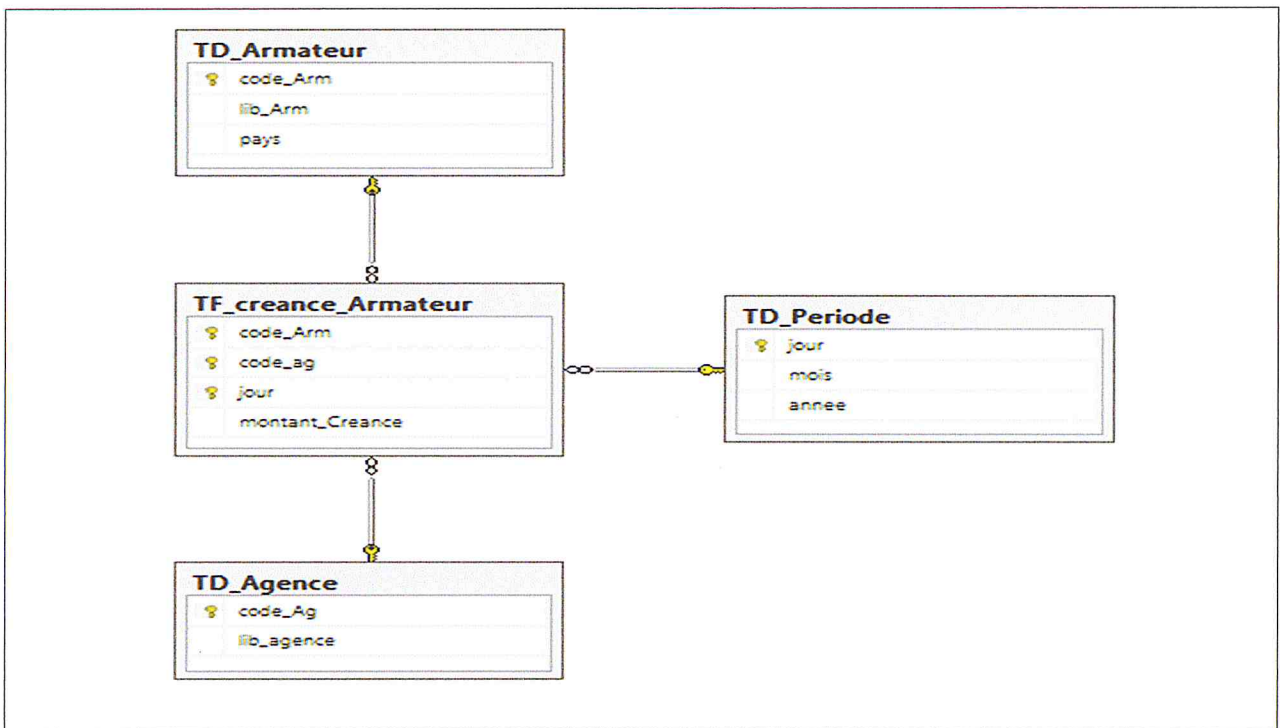 TD_Armateur
code_Arm
lib_Arm
pays
TF_creance_Armateur
code_Arm
code_ag
jour
montant_Creance
TD_Periode
jour
mois
annee
TD_Agence
code_Ag
lib_agence